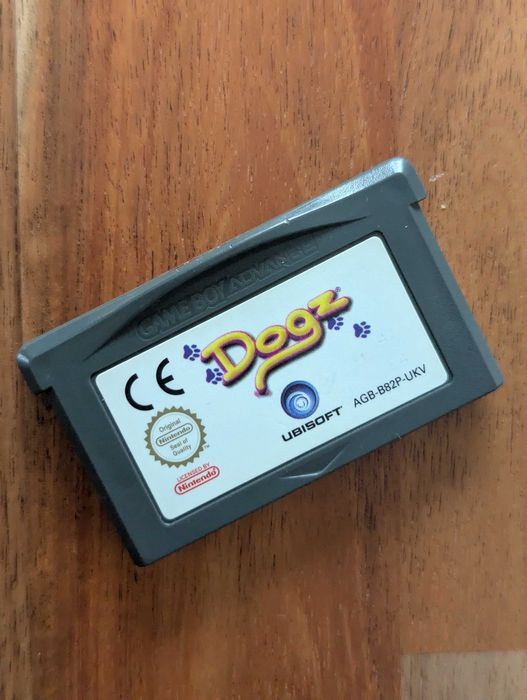 GAME BOY ADVANCE
Dogz®
CE
Original
Nintendo
Seal of
Quality
LICENSED BY
Nintendo
UBISOFT
AGB-B82P-UKV